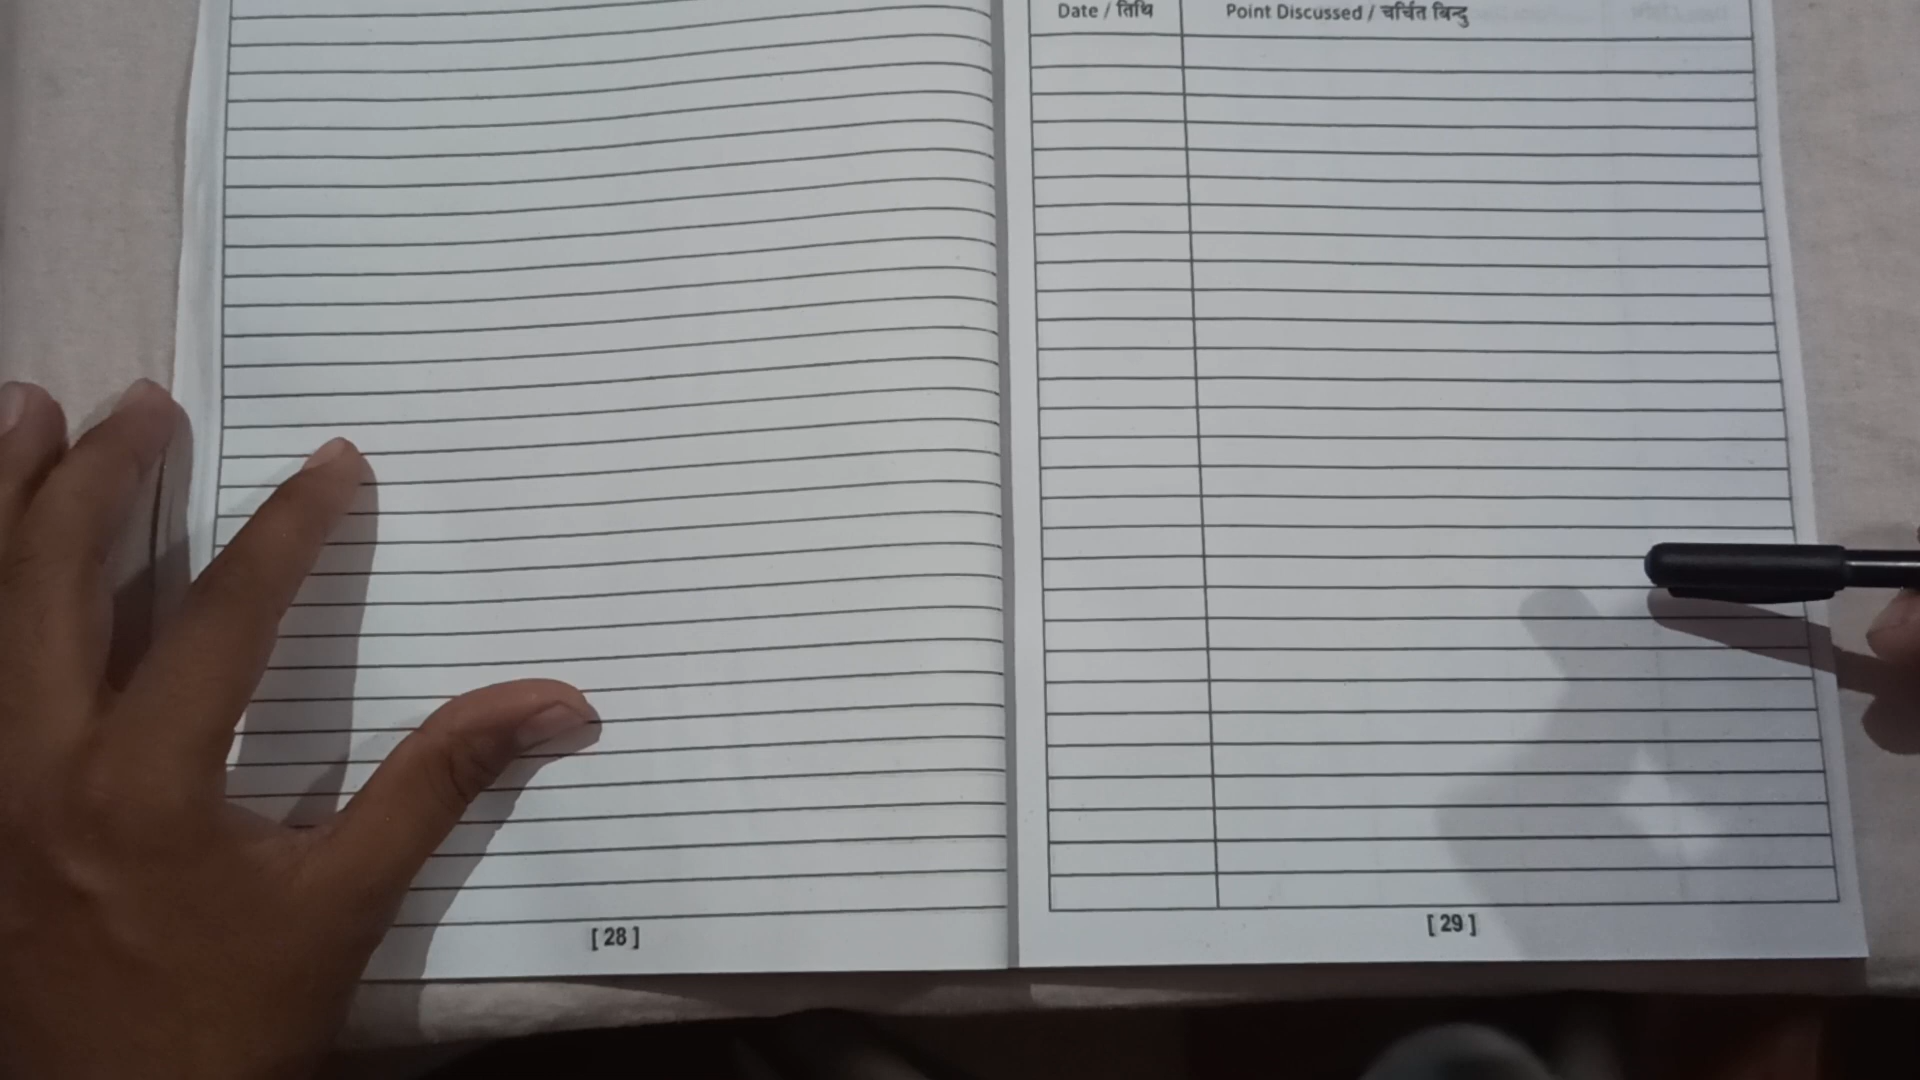 Date / तिथि Point Discussed / चर्चित बिन्दु
[ 28 ]
[ 29 ]